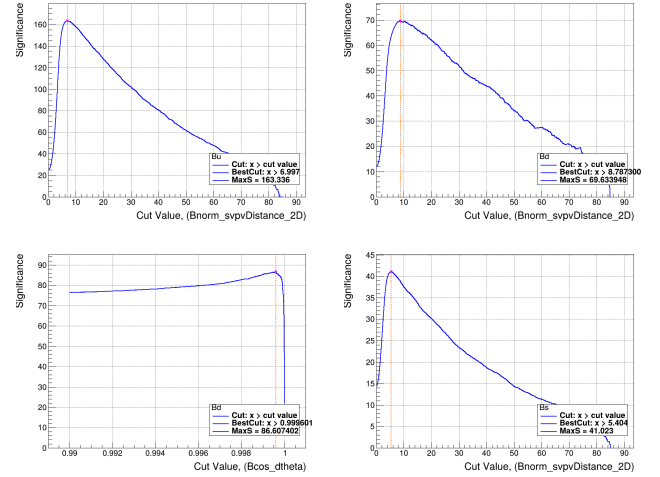 Significance
160
140
120
100
80
60
40
20
0
0 10 20 30 40 50 60 70 80 90
Cut Value, (Bnorm_svpvDistance_2D)
Bu
Cut: x > cut value
BestCut: x > 6.997
MaxS = 163.336
Significance
70
60
50
40
30
20
10
0
0 10 20 30 40 50 60 70 80 90
Cut Value, (Bnorm_svpvDistance_2D)
Bd
Cut: x > cut value
BestCut: x > 8.787300
MaxS = 69.633948
Significance
90
80
70
60
50
40
30
20
10
0
0.99 0.992 0.994 0.996 0.998 1
Cut Value, (Bcos_dtheta)
Bd
Cut: x > cut value
BestCut: x > 0.999601
MaxS = 86.607402
Significance
45
40
35
30
25
20
15
10
5
0
0 10 20 30 40 50 60 70 80 90
Cut Value, (Bnorm_svpvDistance_2D)
Bs
Cut: x > cut value
BestCut: x > 5.404
MaxS = 41.023